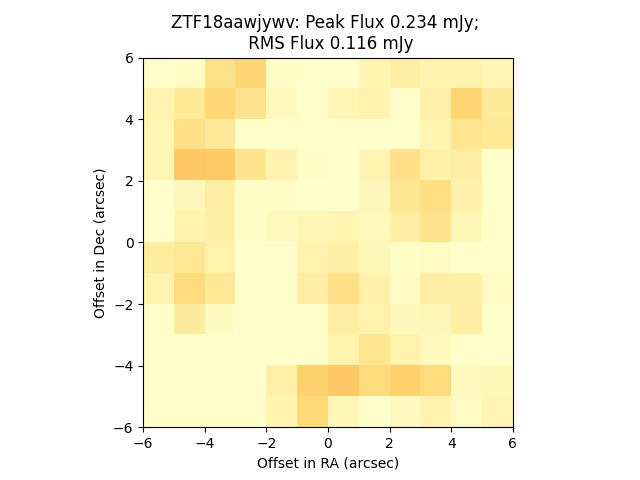 ZTF18aawjywv: Peak Flux 0.234 mJy;
RMS Flux 0.116 mJy
6
4
2
0
−2
−4
−6
Offset in Dec (arcsec)
−6 −4 −2 0 2 4 6
Offset in RA (arcsec)